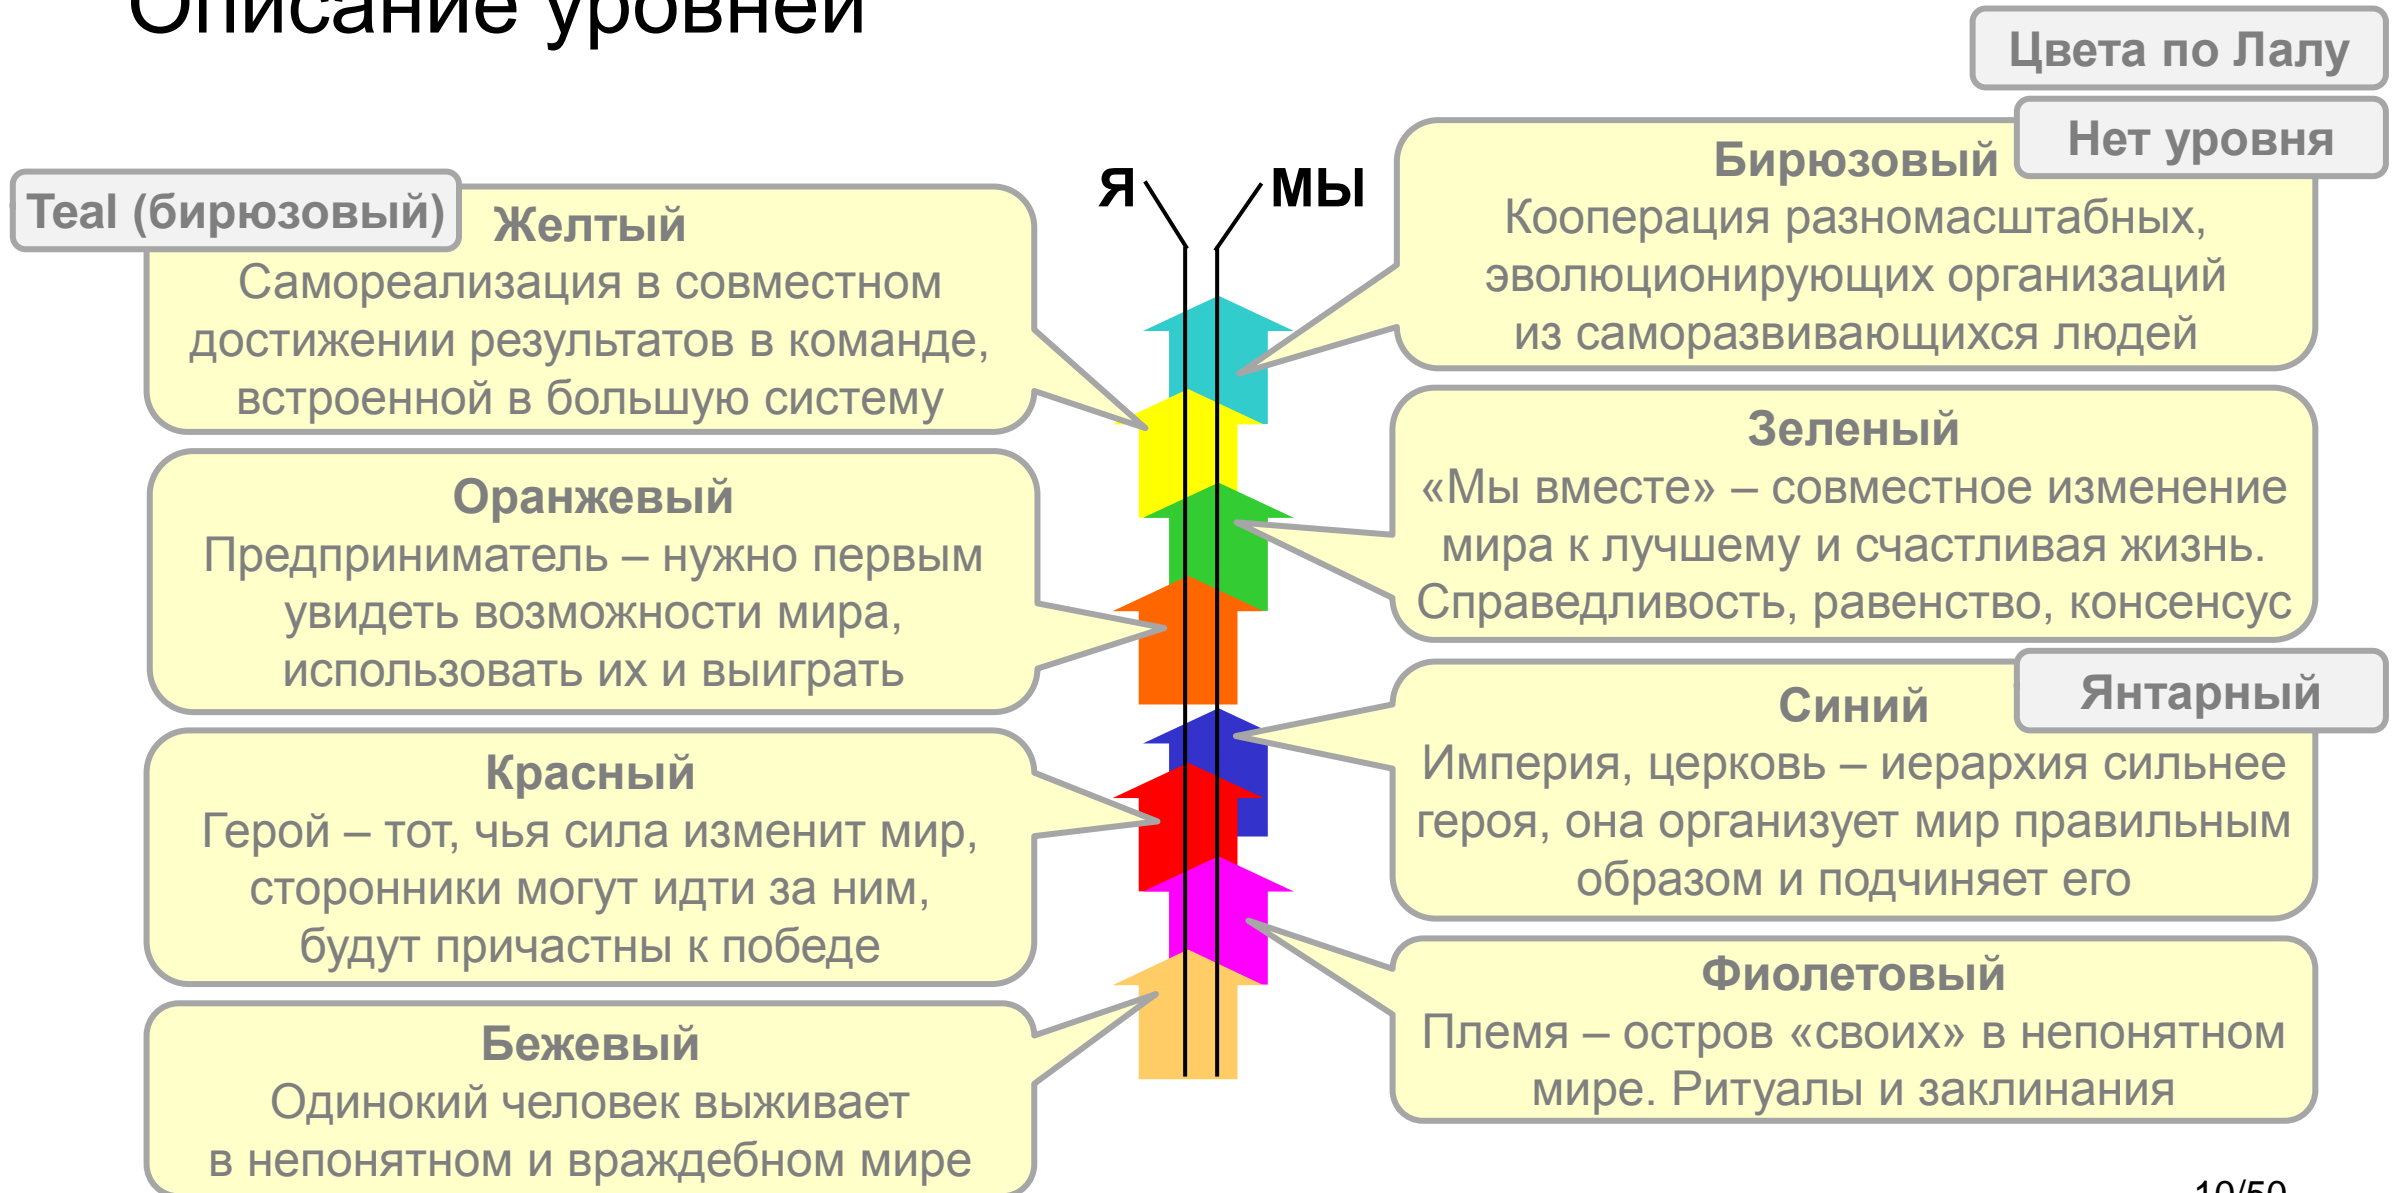 Описание уровней
Цвета по Лалу
Нет уровня
Teal (бирюзовый)
Я
МЫ
Желтый
Самореализация в совместном
достижении результатов в команде,
встроенной в большую систему
Бирюзовый
Кооперация разномасштабных,
эволюционирующих организаций
из саморазвивающихся людей
Оранжевый
Предприниматель – нужно первым
увидеть возможности мира,
использовать их и выиграть
Зеленый
«Мы вместе» – совместное изменение
мира к лучшему и счастливая жизнь.
Справедливость, равенство, консенсус
Красный
Герой – тот, чья сила изменит мир,
сторонники могут идти за ним,
будут причастны к победе
Янтарный
Синий
Империя, церковь – иерархия сильнее
героя, она организует мир правильным
образом и подчиняет его
Бежевый
Одинокий человек выживает
в непонятном и враждебном мире
Фиолетовый
Племя – остров «своих» в непонятном
мире. Ритуалы и заклинания
10/50